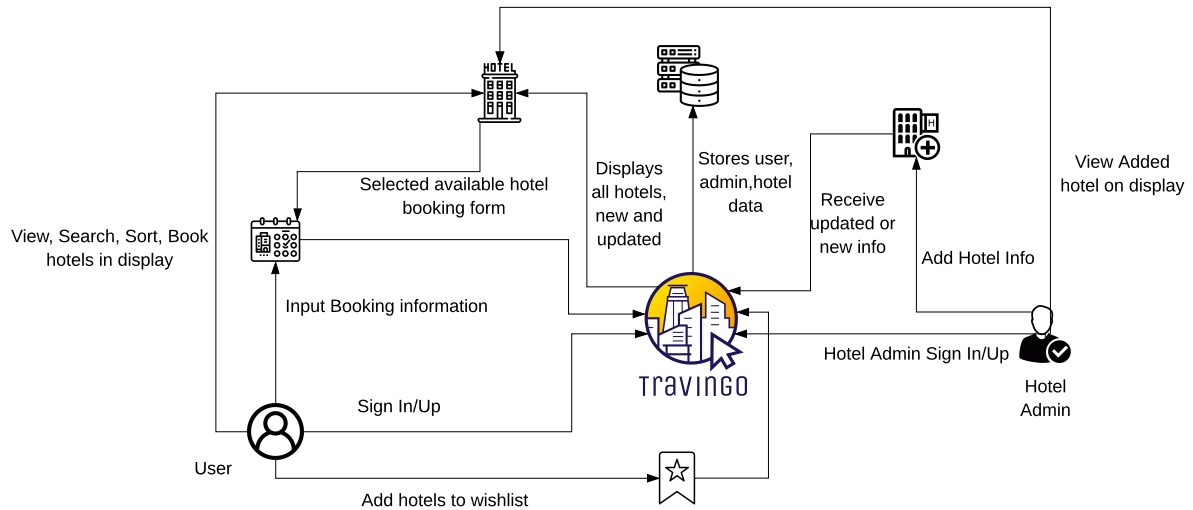 HOTEL
H
Displays
all hotels,
new and
updated
Stores user,
admin,hotel
data
View Added
hotel on display
Selected available hotel
booking form
Receive
updated or
new info
View, Search, Sort, Book
hotels in display
Add Hotel Info
Input Booking information
Hotel Admin Sign In/Up
TRAVINGO
Hotel
Admin
Sign In/Up
User
Add hotels to wishlist